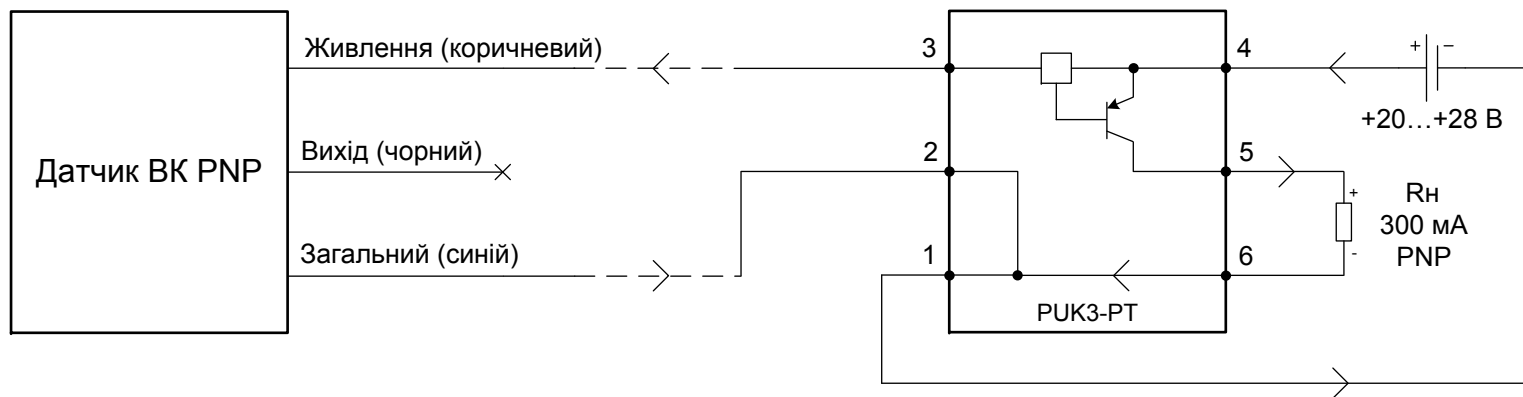 Живлення (коричневий)
3
4
+ −
+20…+28 В
Датчик ВК PNP
Вихід (чорний)
2
5
+
Rн
300 мА
PNP
-
Загальний (синій)
1
6
PUK3-PT